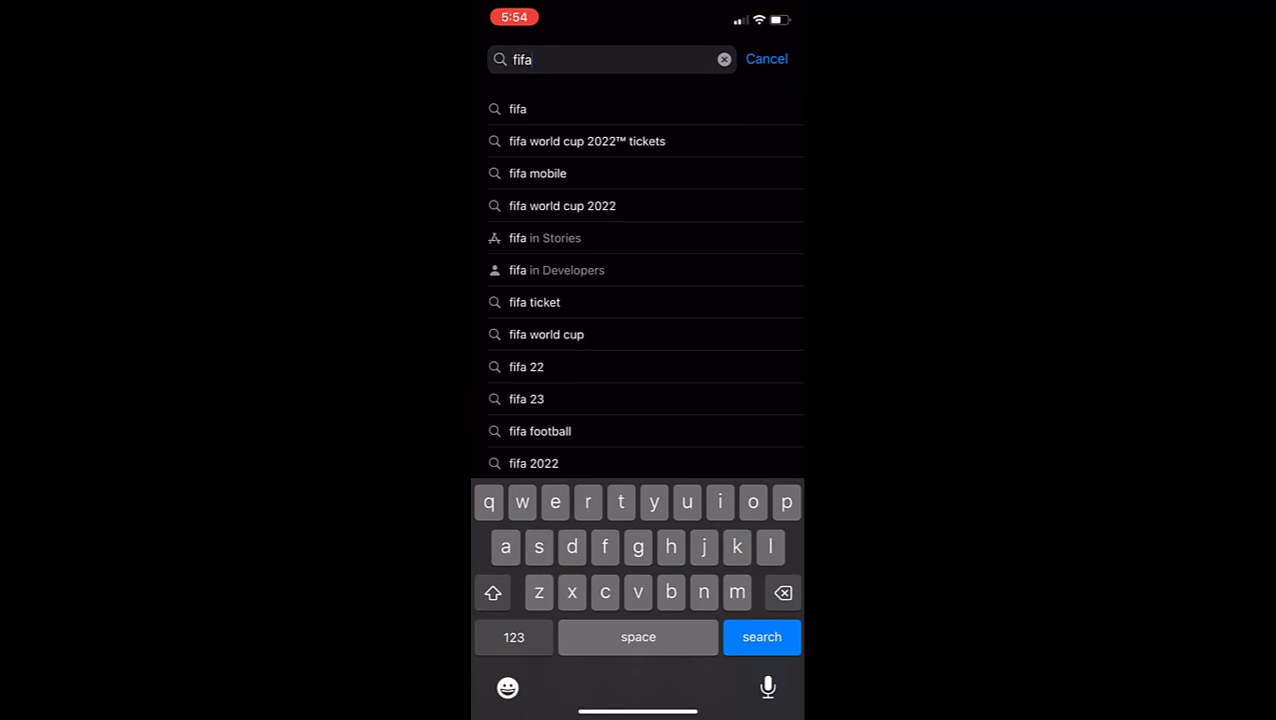 5:54
fifa
Cancel
fifa
fifa world cup 2022™ tickets
fifa mobile
fifa world cup 2022
fifa in Stories
fifa in Developers
fifa ticket
fifa world cup
fifa 22
fifa 23
fifa football
fifa 2022
q w e r t y u i o p
a s d f g h j k l
z x c v b n m
123 space search